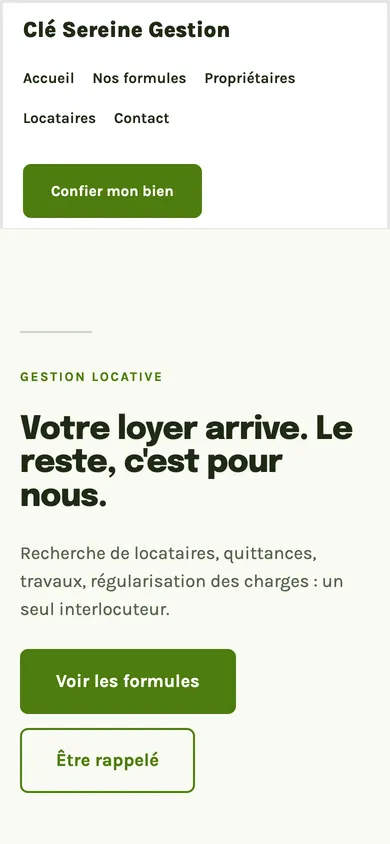 Clé Sereine Gestion
Accueil Nos formules Propriétaires
Locataires Contact
Confier mon bien
GESTION LOCATIVE
Votre loyer arrive. Le
reste, c'est pour
nous.
Recherche de locataires, quittances,
travaux, régularisation des charges : un
seul interlocuteur.
Voir les formules
Être rappelé